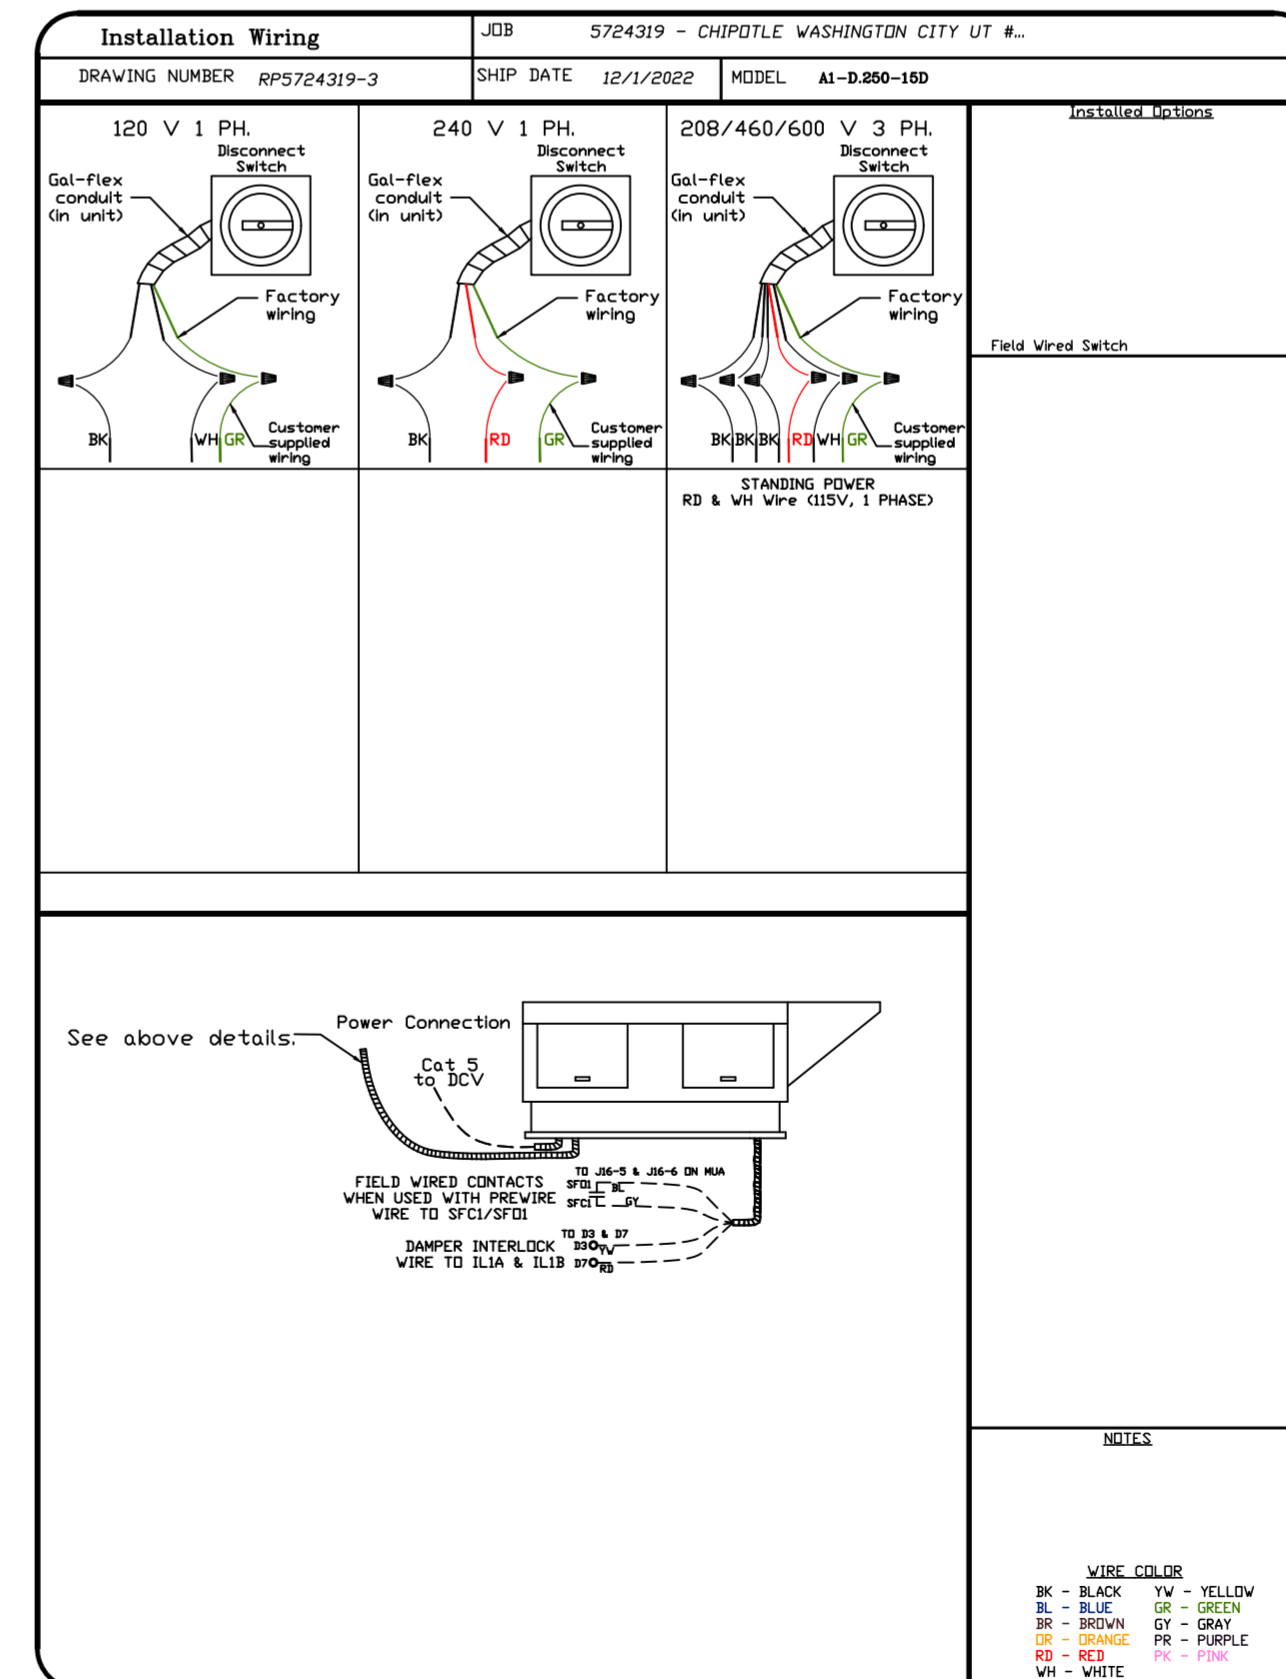 Installation Wiring
JOB 5724319 - CHIPOTLE WASHINGTON CITY UT #...
DRAWING NUMBER RP5724319-3
SHIP DATE 12/1/2022
MODEL A1-D.250-15D
120 V 1 PH.
Disconnect
Switch
Gal-flex
conduit
(in unit)
Factory
wiring
BK
WH
GR
Customer
supplied
wiring
240 V 1 PH.
Disconnect
Switch
Gal-flex
conduit
(in unit)
Factory
wiring
BK
RD
GR
Customer
supplied
wiring
208/460/600 V 3 PH.
Disconnect
Switch
Gal-flex
conduit
(in unit)
Factory
wiring
BK
BK
BK
RD
WH
GR
Customer
supplied
wiring
STANDING POWER
RD & WH Wire (115V, 1 PHASE)
Installed Options
Field Wired Switch
See above details.
Power Connection
Cat 5
to DCV
FIELD WIRED CONTACTS
WHEN USED WITH PREWIRE
WIRE TO SFC1/SFO1
TO J16-5 & J16-6 ON MUA
SFO1
BL
SFC1
GY
DAMPER INTERLOCK
WIRE TO IL1A & IL1B
TO D3 & D7
D3
YW
D7
RD
NOTES
WIRE COLOR
BK - BLACK YW - YELLOW
BL - BLUE GR - GREEN
BR - BROWN GY - GRAY
OR - ORANGE PR - PURPLE
RD - RED PK - PINK
WH - WHITE